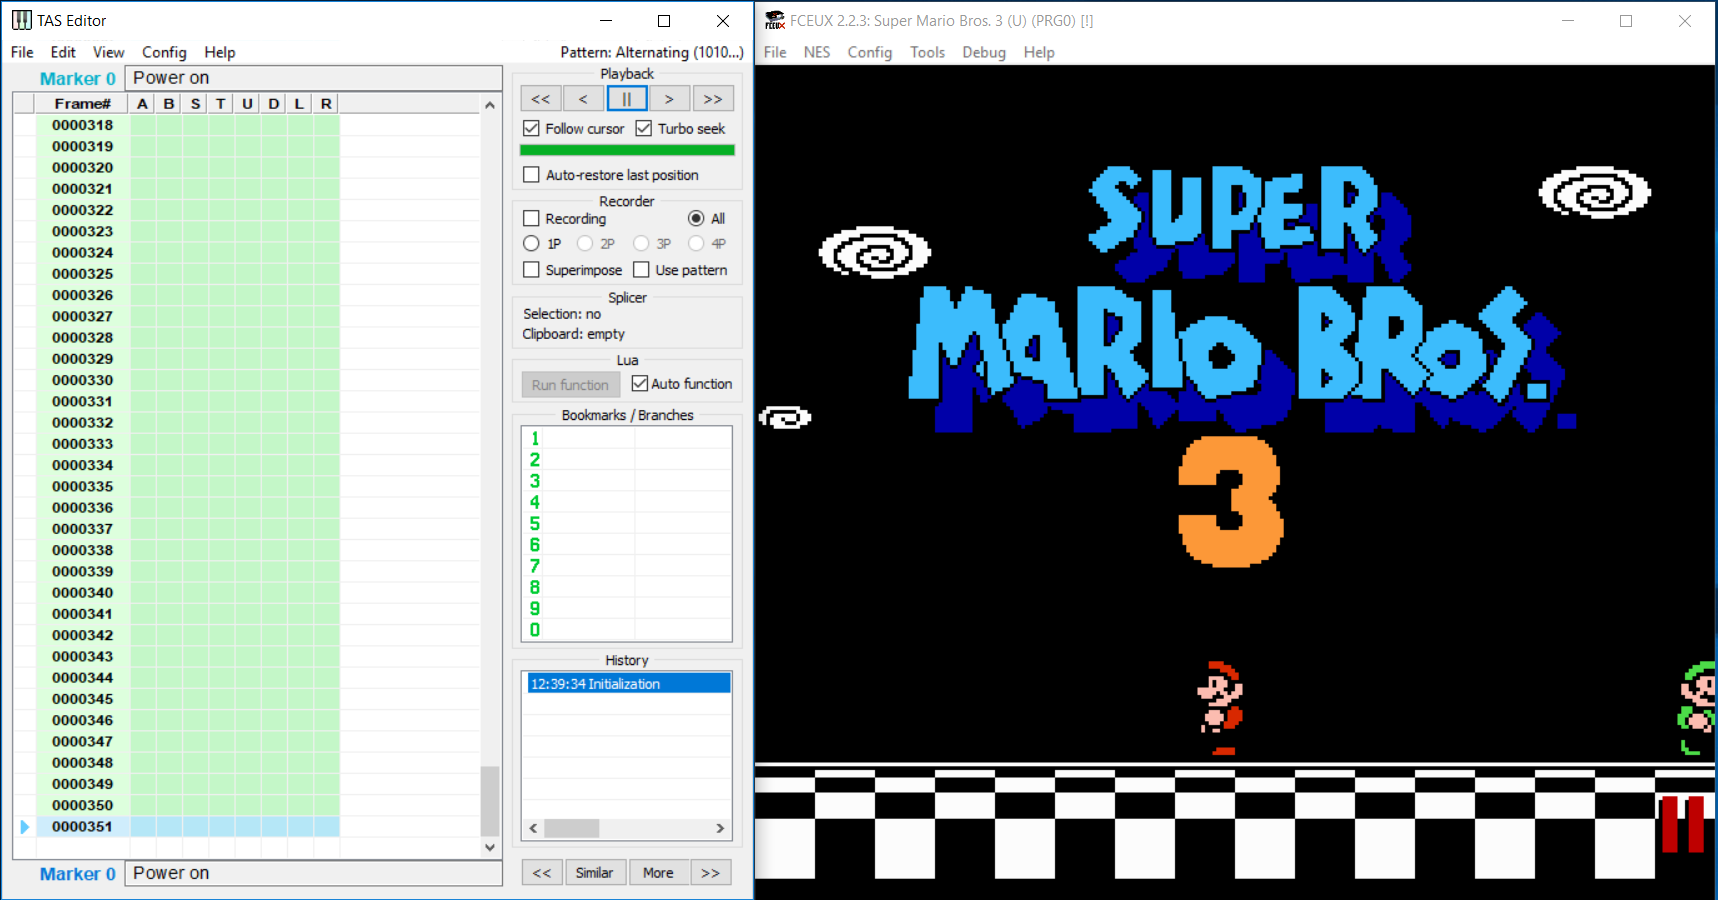 TAS Editor
File Edit View Config Help Pattern: Alternating (1010...)
Marker 0 Power on
Frame# A B S T U D L R
0000318
0000319
0000320
0000321
0000322
0000323
0000324
0000325
0000326
0000327
0000328
0000329
0000330
0000331
0000332
0000333
0000334
0000335
0000336
0000337
0000338
0000339
0000340
0000341
0000342
0000343
0000344
0000345
0000346
0000347
0000348
0000349
0000350
0000351
Marker 0 Power on
Playback
<< < || > >>
Follow cursor Turbo seek
Auto-restore last position
Recorder
Recording All
1P 2P 3P 4P
Superimpose Use pattern
Splicer
Selection: no
Clipboard: empty
Lua
Run function Auto function
Bookmarks / Branches
1
2
3
4
5
6
7
8
9
0
History
12:39:34 Initialization
<< Similar More >>
FCEUX 2.2.3: Super Mario Bros. 3 (U) (PRG0) [!]
File NES Config Tools Debug Help
SUPER
MARIO BROS.
3